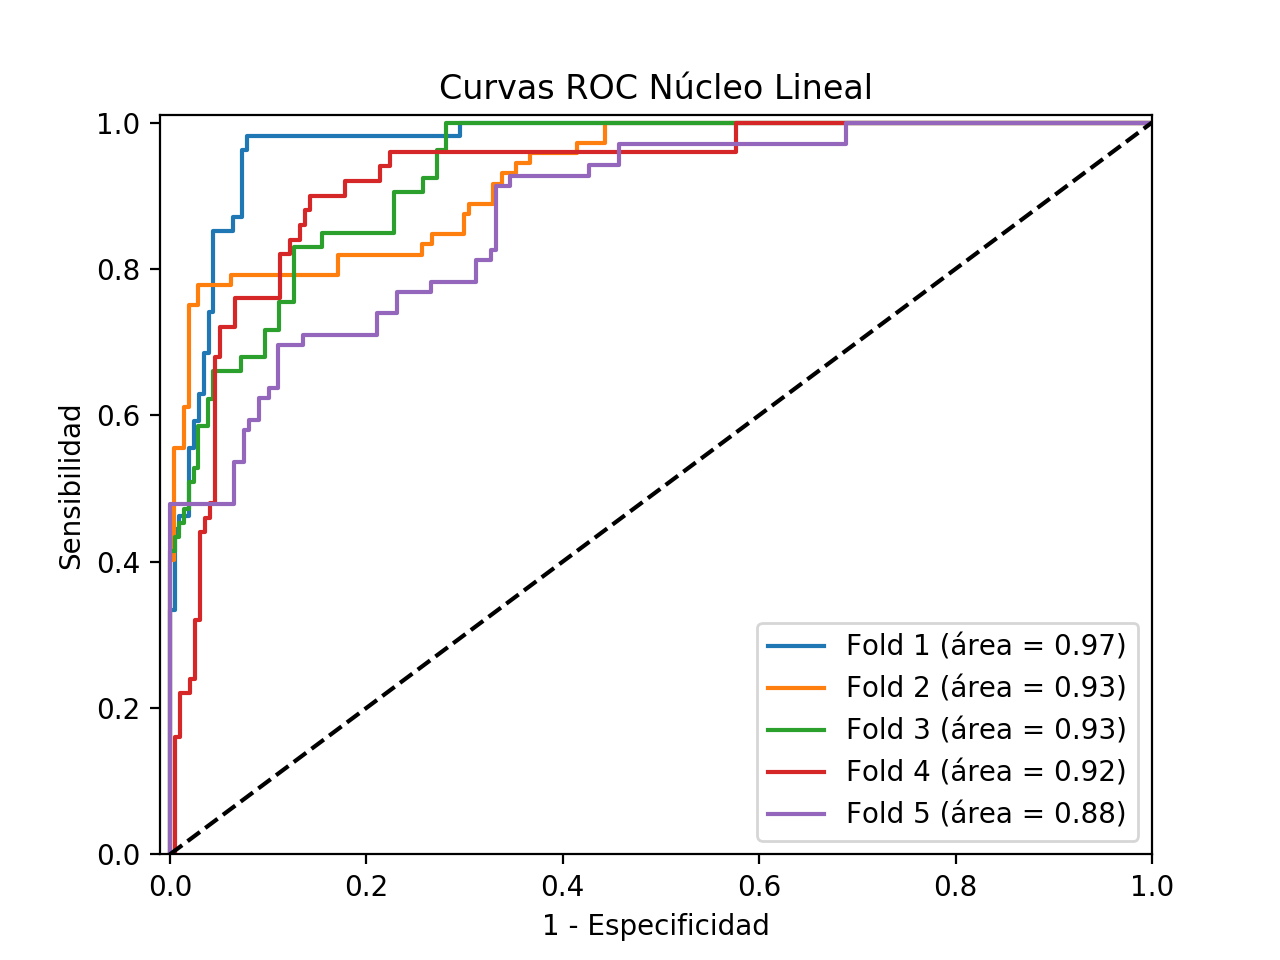 Curvas ROC Núcleo Lineal
1.0
0.8
0.6
0.4
0.2
0.0
Sensibilidad
0.0 0.2 0.4 0.6 0.8 1.0
1 - Especificidad
Fold 1 (área = 0.97)
Fold 2 (área = 0.93)
Fold 3 (área = 0.93)
Fold 4 (área = 0.92)
Fold 5 (área = 0.88)